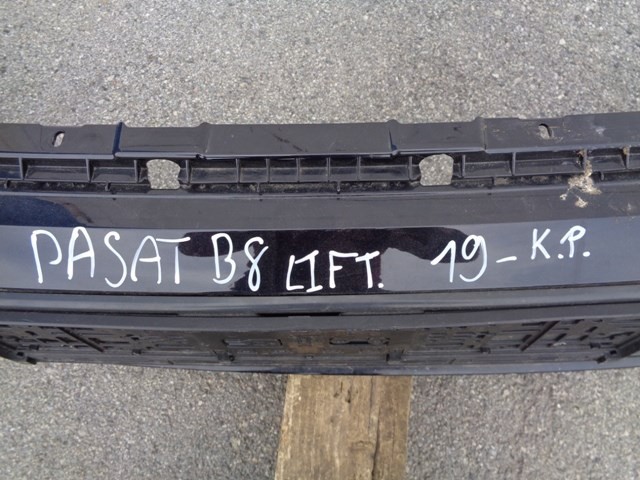 PASAT B8 LIFT. 19- K.P.